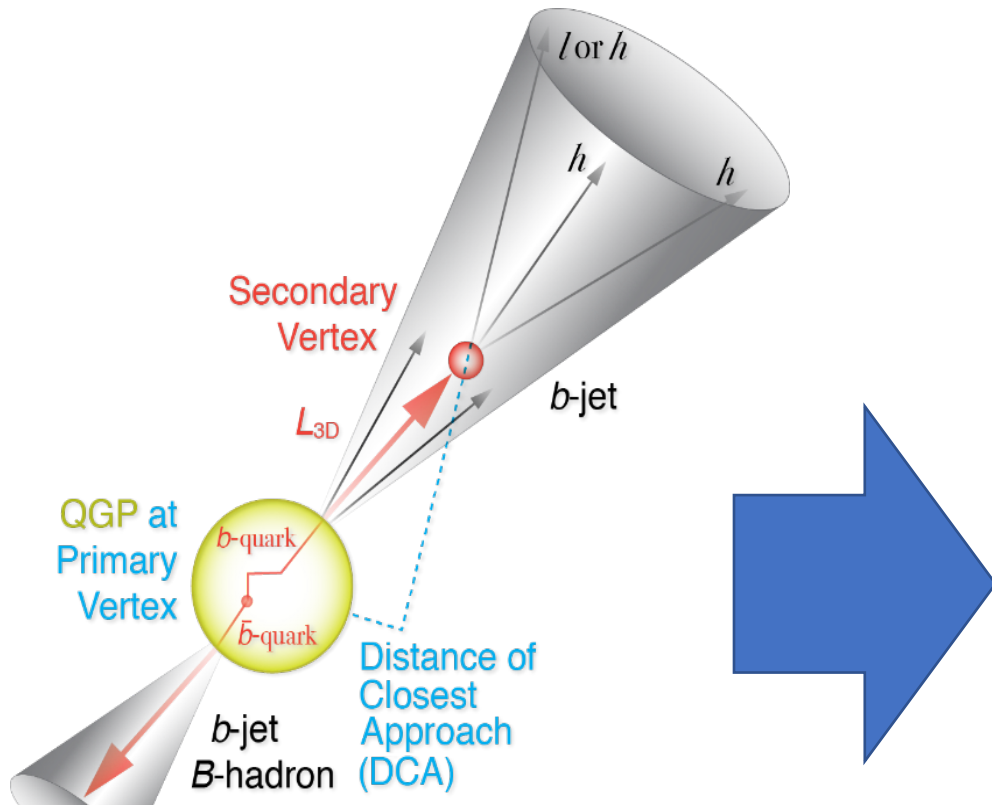 l or h
h
h
Secondary
Vertex
b-jet
L3D
QGP at
Primary
Vertex
b-quark
b̄-quark
Distance of
Closest
Approach
(DCA)
b-jet
B-hadron